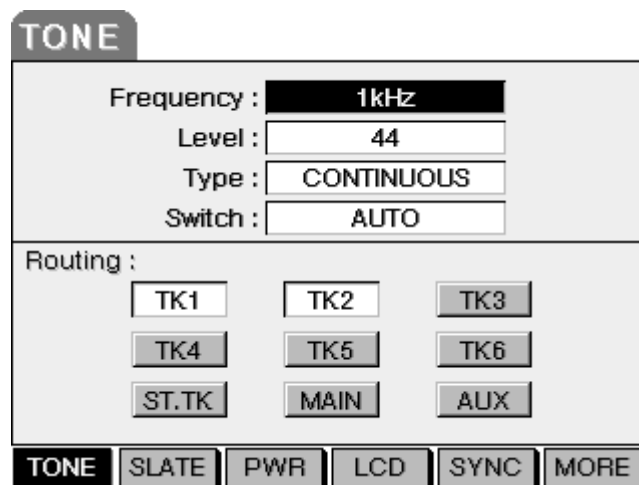 TONE
Frequency : 1kHz
Level : 44
Type : CONTINUOUS
Switch : AUTO
Routing :
TK1 TK2 TK3
TK4 TK5 TK6
ST.TK MAIN AUX
TONE SLATE PWR LCD SYNC MORE